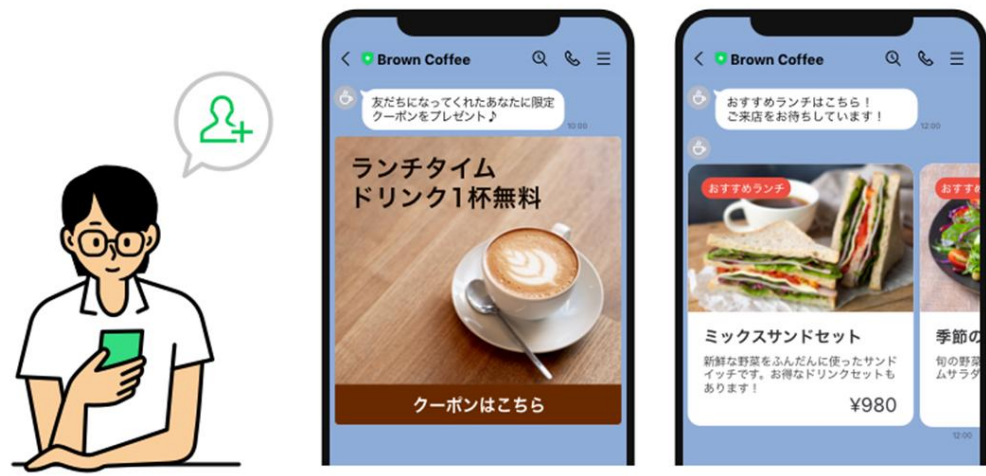 Brown Coffee
友だちになってくれたあなたに限定
クーポンをプレゼント♪
10:00
ランチタイム
ドリンク1杯無料
クーポンはこちら
Brown Coffee
おすすめランチはこちら！
ご来店をお待ちしています！
12:00
おすすめランチ
ミックスサンドセット
新鮮な野菜をふんだんに使ったサンド
イッチです。お得なドリンクセットも
あります！
¥980
おすすめ
季節の
旬の野菜
ムサラダ
12:00